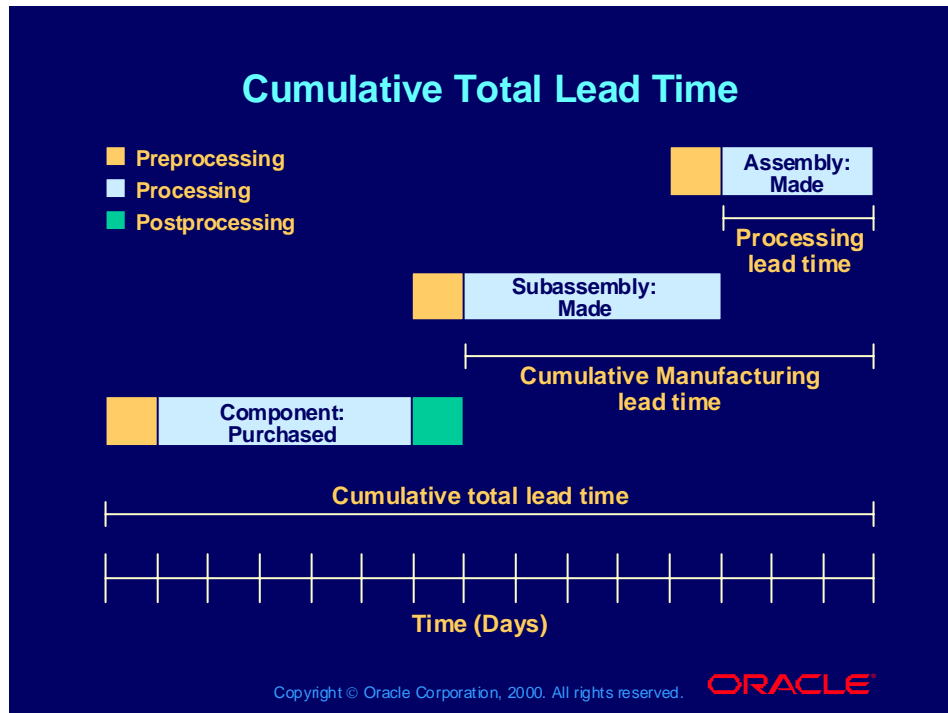 Cumulative Total Lead Time
Preprocessing
Processing
Postprocessing
Assembly:
Made
Processing
lead time
Subassembly:
Made
Cumulative Manufacturing
lead time
Component:
Purchased
Cumulative total lead time
Time (Days)
Copyright © Oracle Corporation, 2000. All rights reserved.
ORACLE®